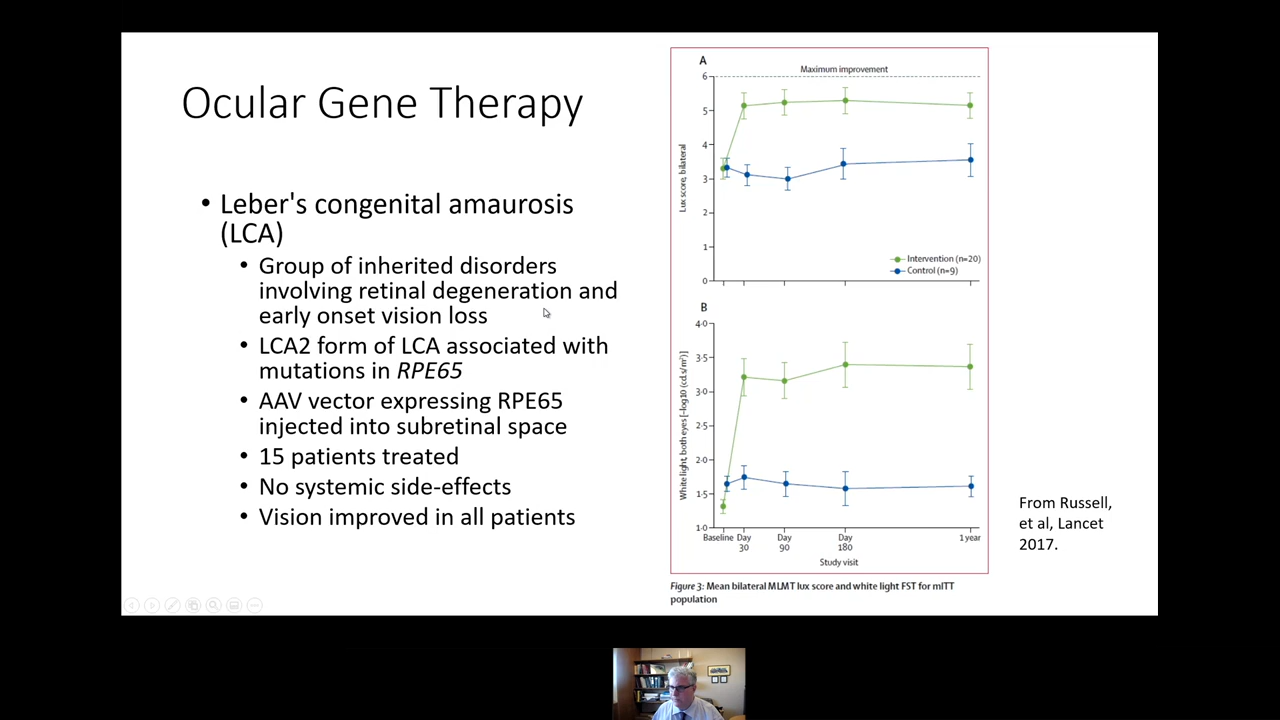 Ocular Gene Therapy
• Leber's congenital amaurosis
(LCA)
• Group of inherited disorders
involving retinal degeneration and
early onset vision loss
• LCA2 form of LCA associated with
mutations in RPE65
• AAV vector expressing RPE65
injected into subretinal space
• 15 patients treated
• No systemic side-effects
• Vision improved in all patients
A
Maximum improvement
6
5
4
3
2
1
0
Lux score, bilateral
Intervention (n=20)
Control (n=9)
B
4·0
3·5
3·0
2·5
2·0
1·5
1·0
White light, both eyes [–log10 (cd.s/m²)]
Baseline Day 30 Day 90 Day 180 1 year
Study visit
Figure 3: Mean bilateral MLMT lux score and white light FST for mITT
population
From Russell,
et al, Lancet
2017.